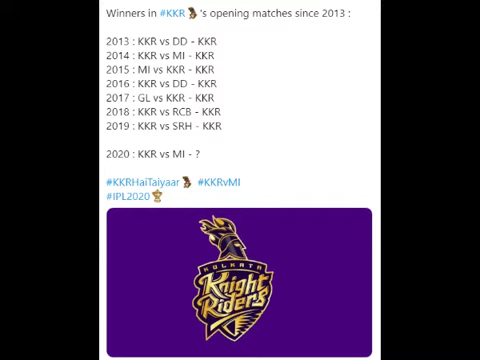 Winners in #KKR 's opening matches since 2013 :
2013 : KKR vs DD - KKR
2014 : KKR vs MI - KKR
2015 : MI vs KKR - KKR
2016 : KKR vs DD - KKR
2017 : GL vs KKR - KKR
2018 : KKR vs RCB - KKR
2019 : KKR vs SRH - KKR
2020 : KKR vs MI - ?
#KKRHaiTaiyaar #KKRvMI
#IPL2020
KOLKATA
Knight
Riders